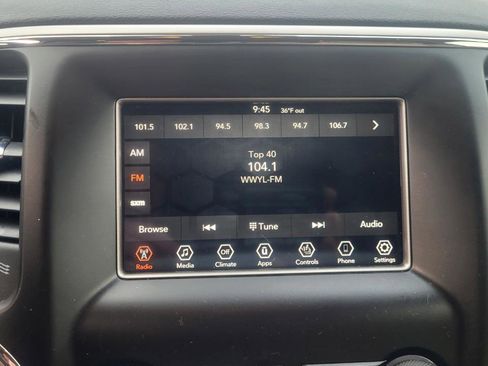 9:45 36°F out
101.5 102.1 94.5 98.3 94.7 106.7
AM
FM
sxm
Top 40
104.1
WWYL-FM
Browse Tune Audio
Off
Radio Media Climate Apps Controls Phone Settings